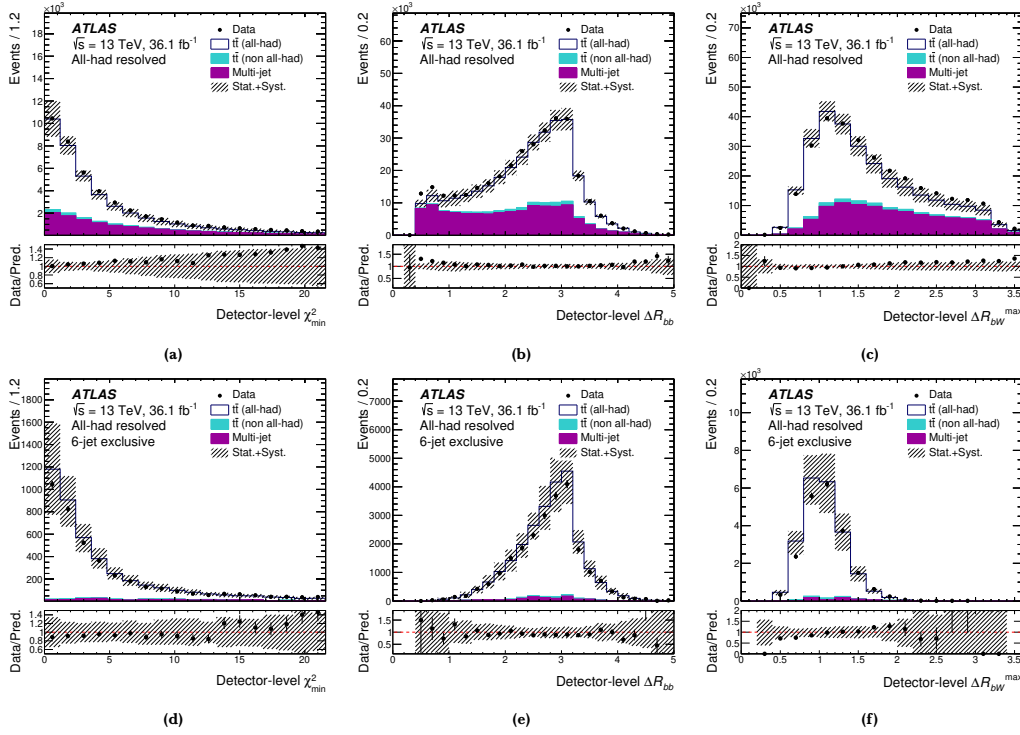 ×10³
Events / 1.2
18
16
14
12
10
8
6
4
2
ATLAS
√s = 13 TeV, 36.1 fb⁻¹
All-had resolved
Data
tt̄ (all-had)
tt̄ (non all-had)
Multi-jet
Stat.+Syst.
Data/Pred.
1.4
1.2
1
0.8
0.6
0 5 10 15 20
Detector-level χ²min
(a)
×10³
Events / 0.2
70
60
50
40
30
20
10
0
ATLAS
√s = 13 TeV, 36.1 fb⁻¹
All-had resolved
Data
tt̄ (all-had)
tt̄ (non all-had)
Multi-jet
Stat.+Syst.
Data/Pred.
1.5
1
0.5
0 1 2 3 4 5
Detector-level ΔRbb
(b)
×10³
Events / 0.2
70
60
50
40
30
20
10
0
ATLAS
√s = 13 TeV, 36.1 fb⁻¹
All-had resolved
Data
tt̄ (all-had)
tt̄ (non all-had)
Multi-jet
Stat.+Syst.
Data/Pred.
2
1.5
1
0.5
0
0 0.5 1 1.5 2 2.5 3 3.5
Detector-level ΔRbW max
(c)
Events / 1.2
1800
1600
1400
1200
1000
800
600
400
200
ATLAS
√s = 13 TeV, 36.1 fb⁻¹
All-had resolved
6-jet exclusive
Data
tt̄ (all-had)
tt̄ (non all-had)
Multi-jet
Stat.+Syst.
Data/Pred.
1.4
1.2
1
0.8
0.6
0 5 10 15 20
Detector-level χ²min
(d)
Events / 0.2
7000
6000
5000
4000
3000
2000
1000
0
ATLAS
√s = 13 TeV, 36.1 fb⁻¹
All-had resolved
6-jet exclusive
Data
tt̄ (all-had)
tt̄ (non all-had)
Multi-jet
Stat.+Syst.
Data/Pred.
1.5
1
0.5
0 1 2 3 4 5
Detector-level ΔRbb
(e)
×10³
Events / 0.2
10
8
6
4
2
0
ATLAS
√s = 13 TeV, 36.1 fb⁻¹
All-had resolved
6-jet exclusive
Data
tt̄ (all-had)
tt̄ (non all-had)
Multi-jet
Stat.+Syst.
Data/Pred.
2
1.5
1
0.5
0
0 0.5 1 1.5 2 2.5 3 3.5
Detector-level ΔRbW max
(f)